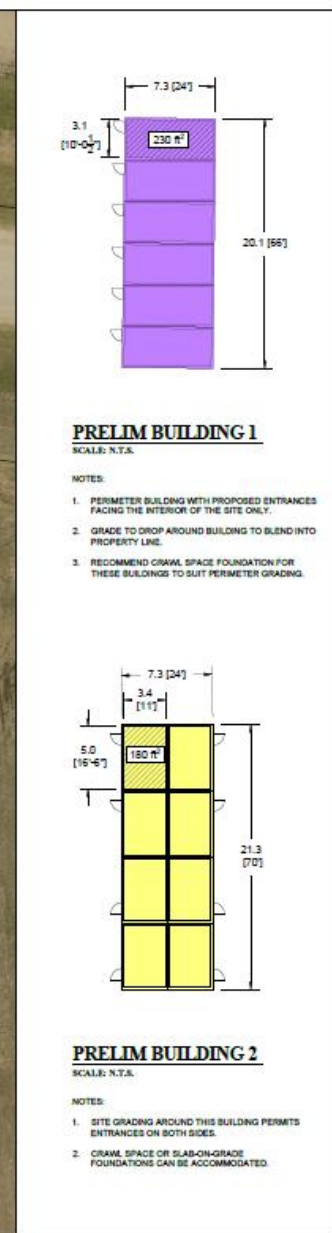 7.3 [24']
3.1
[10'-0 1/2"]
230 ft²
20.1 [66']
PRELIM BUILDING 1
SCALE: N.T.S.
NOTES:
1. PERIMETER BUILDING WITH PROPOSED ENTRANCES
FACING THE INTERIOR OF THE SITE ONLY.
2. GRADE TO DROP AROUND BUILDING TO BLEND INTO
PROPERTY LINE.
3. RECOMMEND CRAWL SPACE FOUNDATION FOR
THESE BUILDINGS TO SUIT PERIMETER GRADING.
7.3 [24']
3.4
[11']
5.0
[16'-6"]
180 ft²
21.3
[70']
PRELIM BUILDING 2
SCALE: N.T.S.
NOTES:
1. SITE GRADING AROUND THIS BUILDING PERMITS
ENTRANCES ON BOTH SIDES.
2. CRAWL SPACE OR SLAB-ON-GRADE
FOUNDATIONS CAN BE ACCOMMODATED.